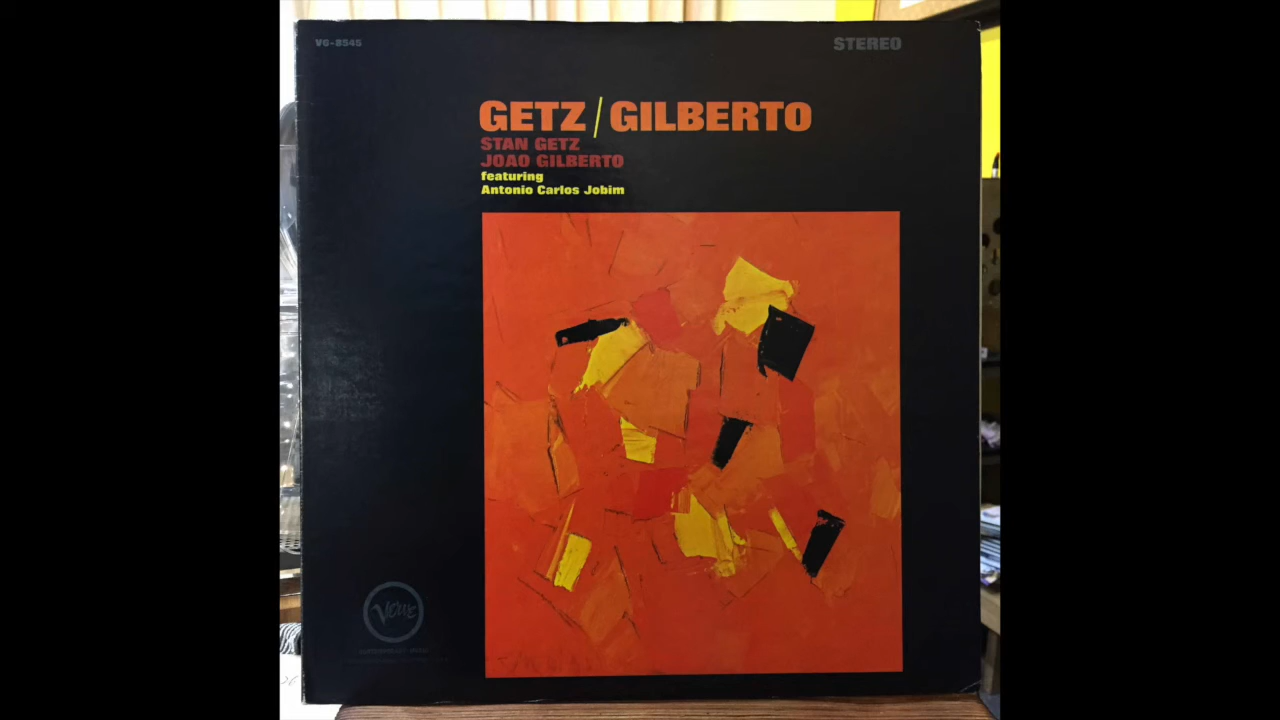 V6-8545
STEREO
GETZ/GILBERTO
STAN GETZ
JOAO GILBERTO
featuring
Antonio Carlos Jobim
Verve